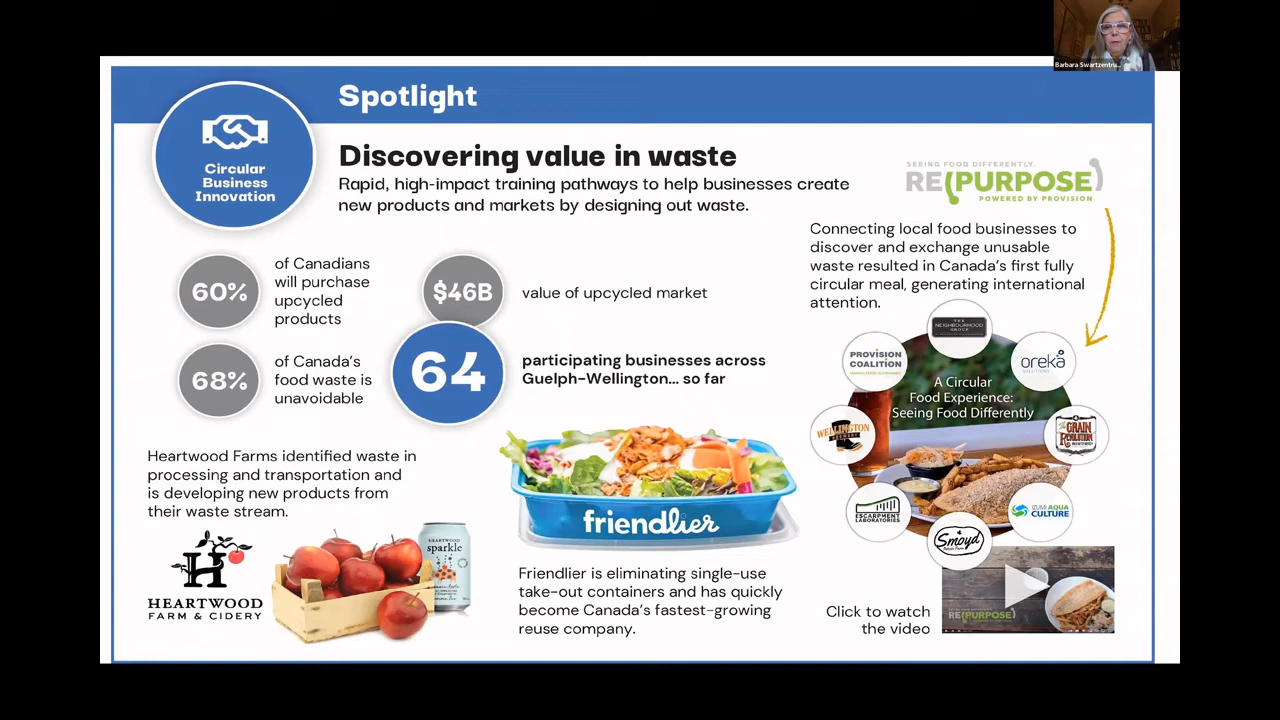 Barbara Swartzentru...
Spotlight
Circular
Business
Innovation
Discovering value in waste
Rapid, high-impact training pathways to help businesses create
new products and markets by designing out waste.
SEEING FOOD DIFFERENTLY.
RE(PURPOSE)
POWERED BY PROVISION
Connecting local food businesses to
discover and exchange unusable
waste resulted in Canada's first fully
circular meal, generating international
attention.
60%
of Canadians
will purchase
upcycled
products
$46B
value of upcycled market
68%
of Canada's
food waste is
unavoidable
64
participating businesses across
Guelph-Wellington... so far
THE
NEIGHBOURHOOD
GROUP
PROVISION
COALITION
oreka
SOLUTIONS
A Circular
Food Experience:
Seeing Food Differently
WELLINGTON
BREWERY
THE GRAIN
REVOLUTION
ESCARPMENT
LABORATORIES
IZUMI AQUA
CULTURE
Smoyd
Potato Farm
Heartwood Farms identified waste in
processing and transportation and
is developing new products from
their waste stream.
H
HEARTWOOD
FARM & CIDERY
HEARTWOOD
sparkle
friendlier
Friendlier is eliminating single-use
take-out containers and has quickly
become Canada's fastest-growing
reuse company.
Click to watch
the video
RE(PURPOSE)